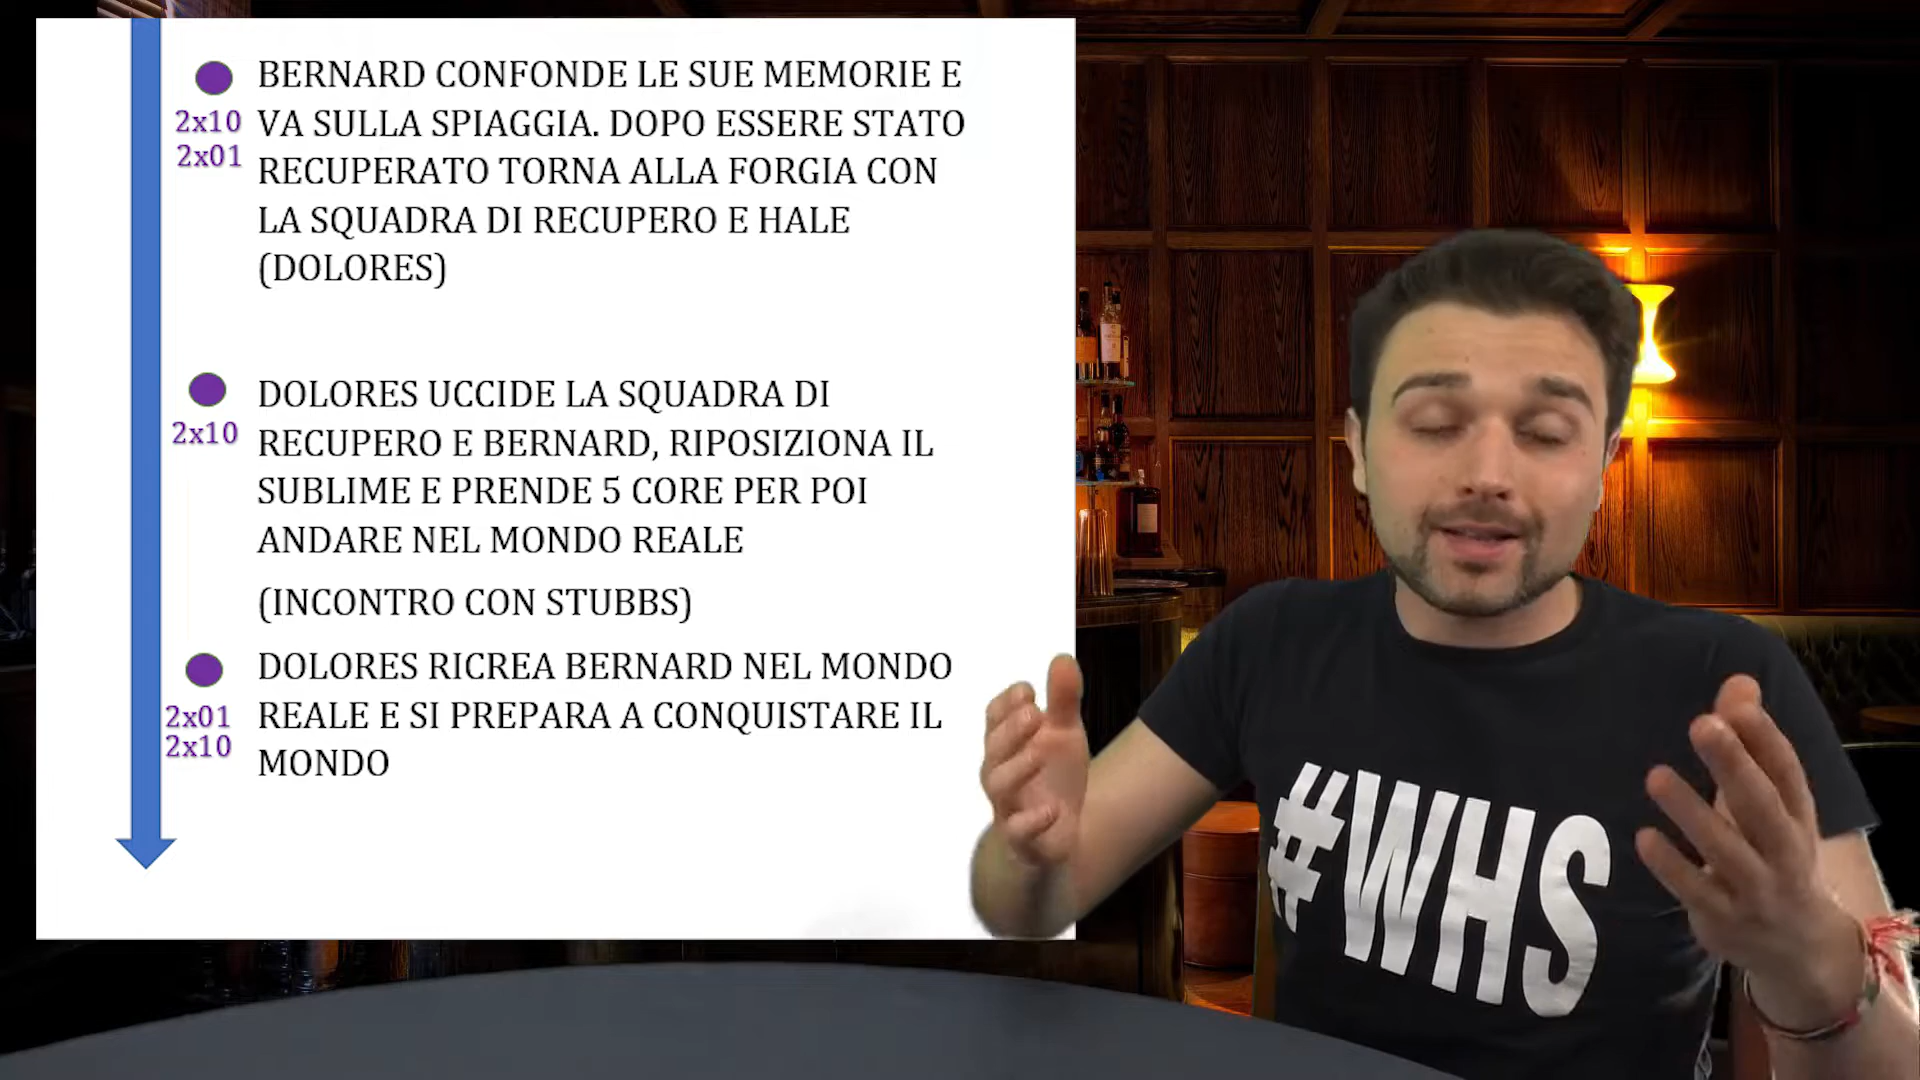 BERNARD CONFONDE LE SUE MEMORIE E
2x10 VA SULLA SPIAGGIA. DOPO ESSERE STATO
2x01 RECUPERATO TORNA ALLA FORGIA CON
LA SQUADRA DI RECUPERO E HALE
(DOLORES)
DOLORES UCCIDE LA SQUADRA DI
2x10 RECUPERO E BERNARD, RIPOSIZIONA IL
SUBLIME E PRENDE 5 CORE PER POI
ANDARE NEL MONDO REALE
(INCONTRO CON STUBBS)
DOLORES RICREA BERNARD NEL MONDO
2x01 REALE E SI PREPARA A CONQUISTARE IL
2x10 MONDO
#WHS